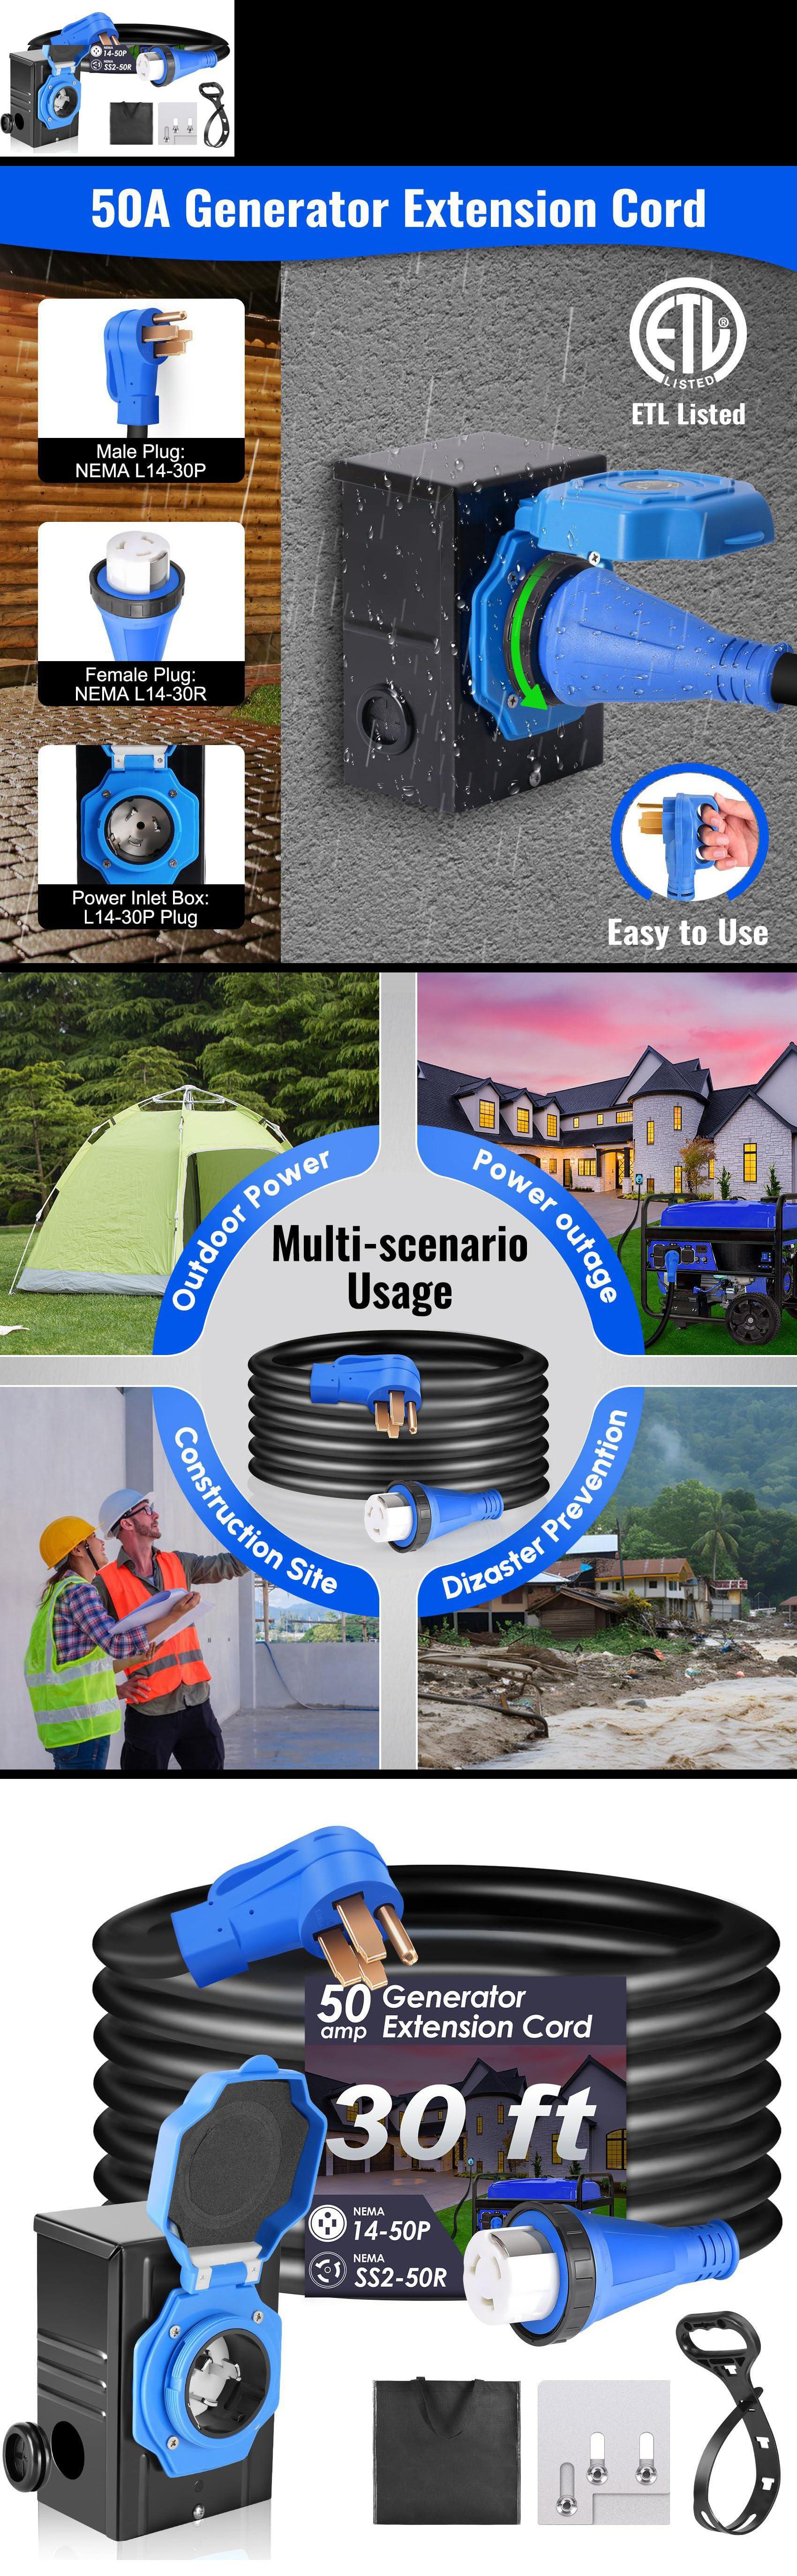 NEMA
14-50P
NEMA
SS2-50R
50A Generator Extension Cord
ETL®
LISTED
ETL Listed
Male Plug:
NEMA L14-30P
Female Plug:
NEMA L14-30R
Power Inlet Box:
L14-30P Plug
Easy to Use
Outdoor Power
Power outage
Multi-scenario
Usage
Construction Site
Dizaster Prevention
50
amp
Generator
Extension Cord
30 ft
NEMA
14-50P
NEMA
SS2-50R